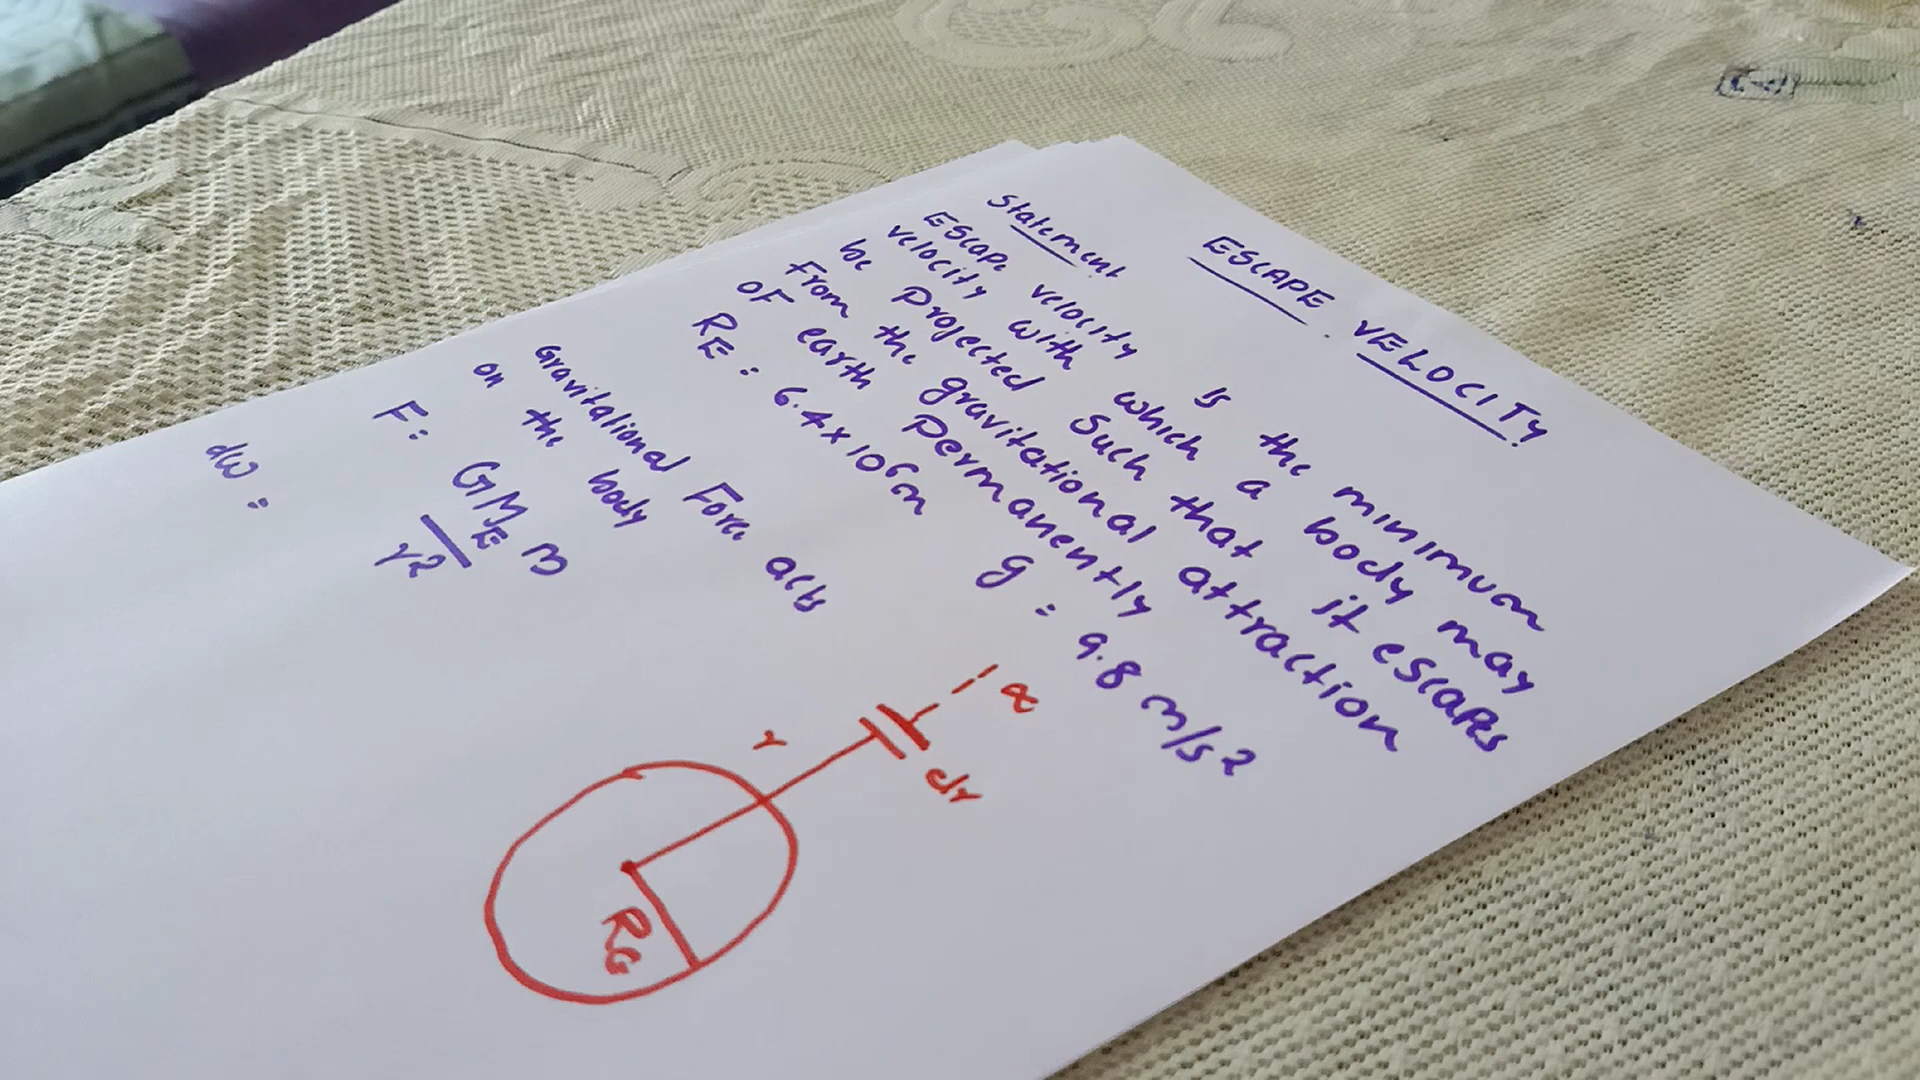 ESCAPE VELOCITY
Statement
Escape velocity is the minimum
velocity with which a body may
be projected such that it escapes
From the gravitational attraction
of earth permanently
RE : 6.4 x 10⁶m g : 9.8 m/s²
Gravitational Force acts
on the body
F : GME m
r²
dw :
r
dr
∝
RG